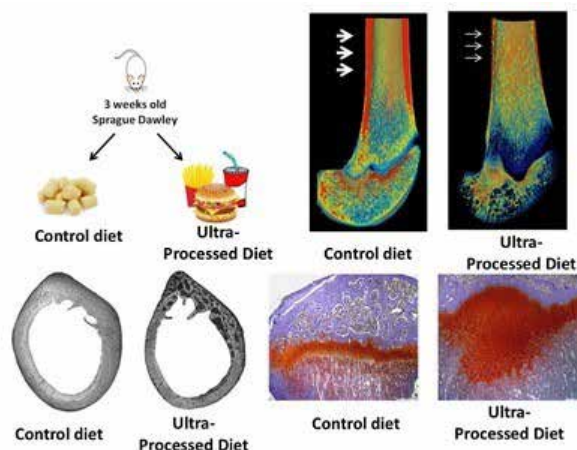 3 weeks old
Sprague Dawley
Control diet
Ultra-
Processed Diet
Control diet
Ultra-
Processed Diet
Control diet
Ultra-
Processed Diet
Control diet
Ultra-
Processed Diet